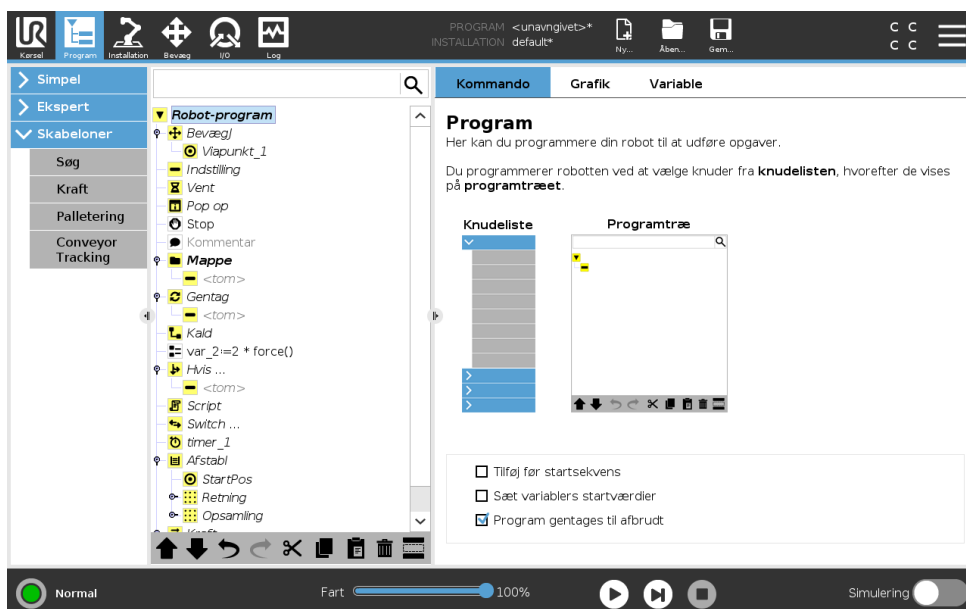 UR
PROGRAM <unavngivet>*
INSTALLATION default*
Kørsel
Program
Installation
Bevæg
I/O
Log
Ny...
Åben...
Gem...
C C
C C
Simpel
Ekspert
Skabeloner
Søg
Kraft
Palletering
Conveyor
Tracking
Robot-program
BevægJ
Viapunkt_1
Indstilling
Vent
Pop op
Stop
Kommentar
Mappe
<tom>
Gentag
<tom>
Kald
var_2:=2 * force()
Hvis ...
<tom>
Script
Switch ...
timer_1
Afstabl
StartPos
Retning
Opsamling
Kraft
Kommando
Grafik
Variable
Program
Her kan du programmere din robot til at udføre opgaver.
Du programmerer robotten ved at vælge knuder fra knudelisten, hvorefter de vises
på programtræet.
Knudeliste
Programtræ
Tilføj før startsekvens
Sæt variablers startværdier
Program gentages til afbrudt
Normal
Fart
100%
Simulering